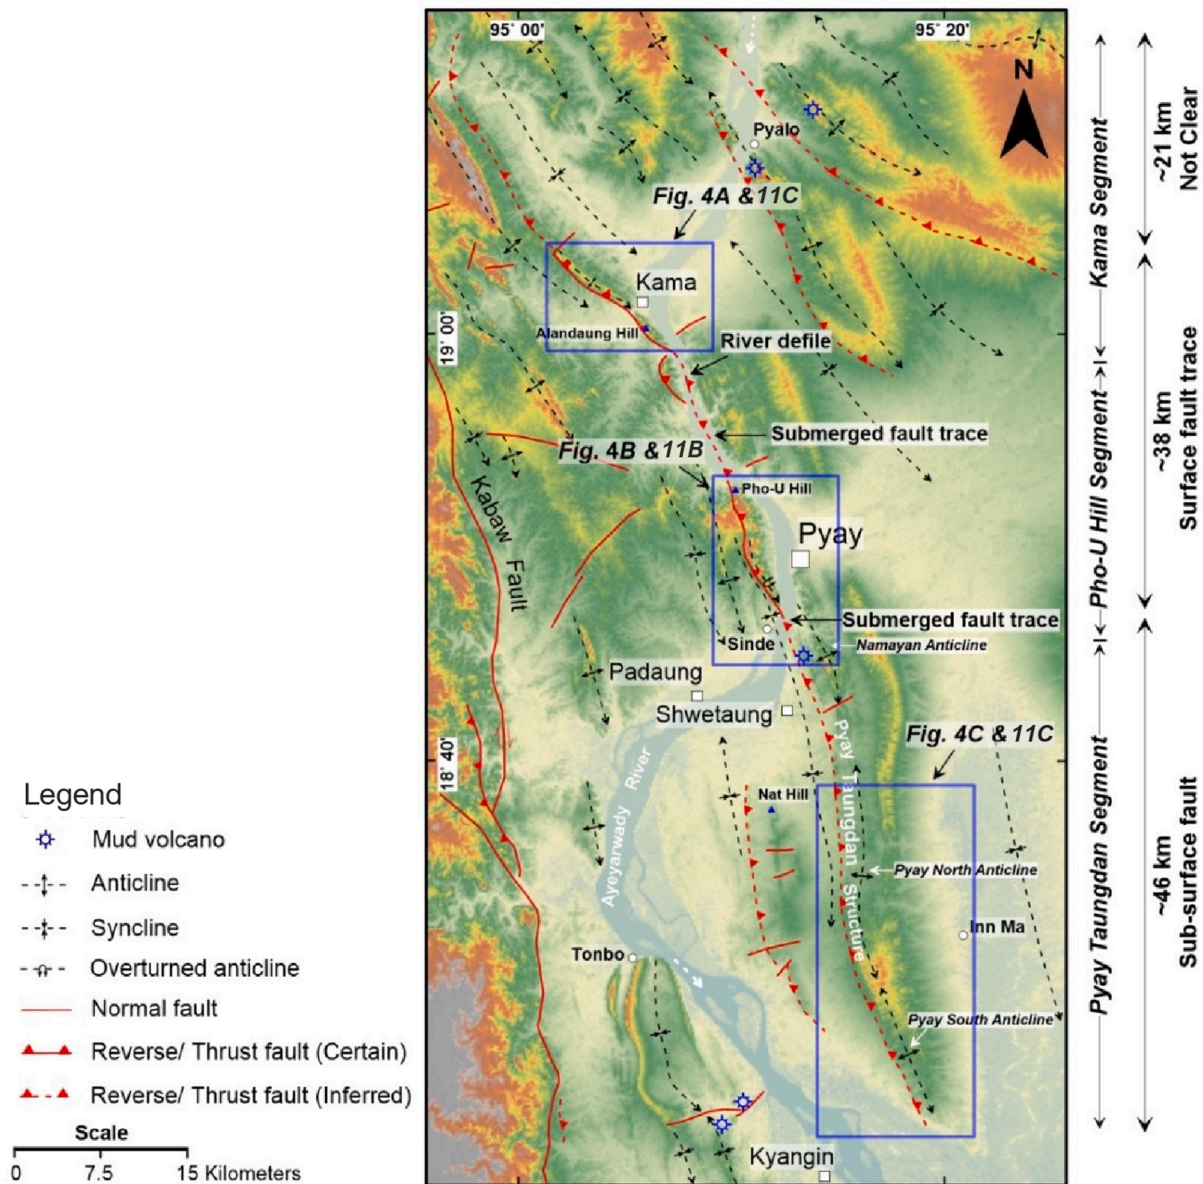 95° 00'
95° 20'
N
Pyalo
Fig. 4A &11C
Kama
Alandaung Hill
19° 00'
River defile
Submerged fault trace
Fig. 4B &11B
Pho-U Hill
Kabaw Fault
Pyay
Submerged fault trace
Sinde
Namayan Anticline
Padaung
Shwetaung
Fig. 4C &11C
18° 40'
Ayeyarwady River
Nat Hill
Pyay Taungdan Structure
Pyay North Anticline
Inn Ma
Tonbo
Pyay South Anticline
Kyangin
Kama Segment
Pho-U Hill Segment
Pyay Taungdan Segment
~21 km
Not Clear
~38 km
Surface fault trace
~46 km
Sub-surface fault
Legend
Mud volcano
Anticline
Syncline
Overturned anticline
Normal fault
Reverse/ Thrust fault (Certain)
Reverse/ Thrust fault (Inferred)
Scale
0 7.5 15 Kilometers